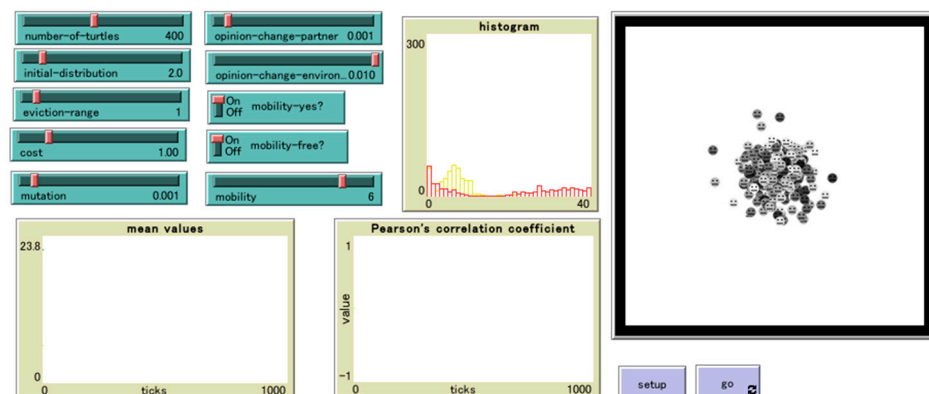 number-of-turtles 400
initial-distribution 2.0
eviction-range 1
cost 1.00
mutation 0.001
opinion-change-partner 0.001
opinion-change-environ... 0.010
On
Off
mobility-yes?
On
Off
mobility-free?
mobility 6
histogram
300
0
0 40
mean values
23.8
0
0 ticks 1000
Pearson's correlation coefficient
1
value
-1
0 ticks 1000
setup
go